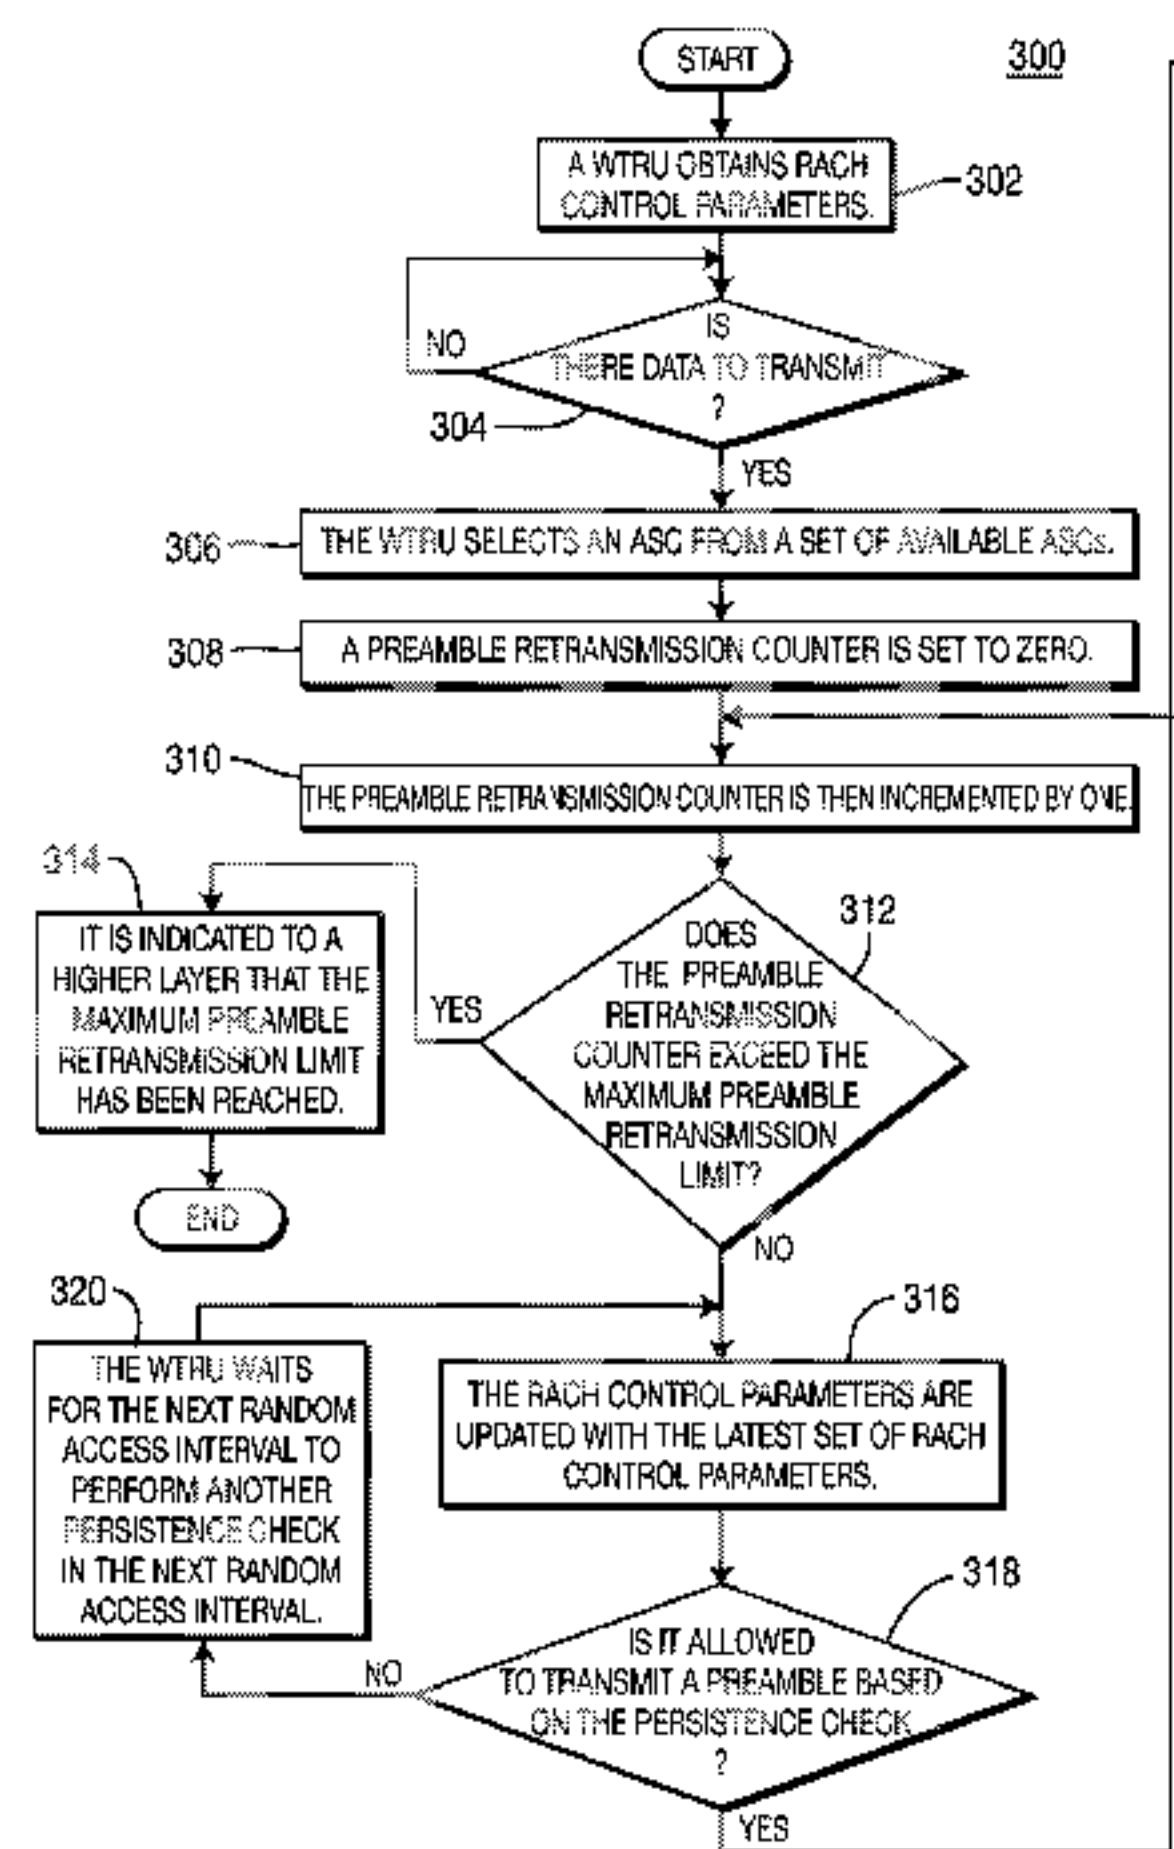 START
300
A WTRU OBTAINS RACH
CONTROL PARAMETERS.
302
NO
IS
THERE DATA TO TRANSMIT
?
304
YES
306
THE WTRU SELECTS AN ASC FROM A SET OF AVAILABLE ASCs.
308
A PREAMBLE RETRANSMISSION COUNTER IS SET TO ZERO.
310
THE PREAMBLE RETRANSMISSION COUNTER IS THEN INCREMENTED BY ONE.
314
IT IS INDICATED TO A
HIGHER LAYER THAT THE
MAXIMUM PREAMBLE
RETRANSMISSION LIMIT
HAS BEEN REACHED.
END
YES
312
DOES
THE PREAMBLE
RETRANSMISSION
COUNTER EXCEED THE
MAXIMUM PREAMBLE
RETRANSMISSION
LIMIT?
NO
320
THE WTRU WAITS
FOR THE NEXT RANDOM
ACCESS INTERVAL TO
PERFORM ANOTHER
PERSISTENCE CHECK
IN THE NEXT RANDOM
ACCESS INTERVAL.
316
THE RACH CONTROL PARAMETERS ARE
UPDATED WITH THE LATEST SET OF RACH
CONTROL PARAMETERS.
318
NO
IS IT ALLOWED
TO TRANSMIT A PREAMBLE BASED
ON THE PERSISTENCE CHECK
?
YES